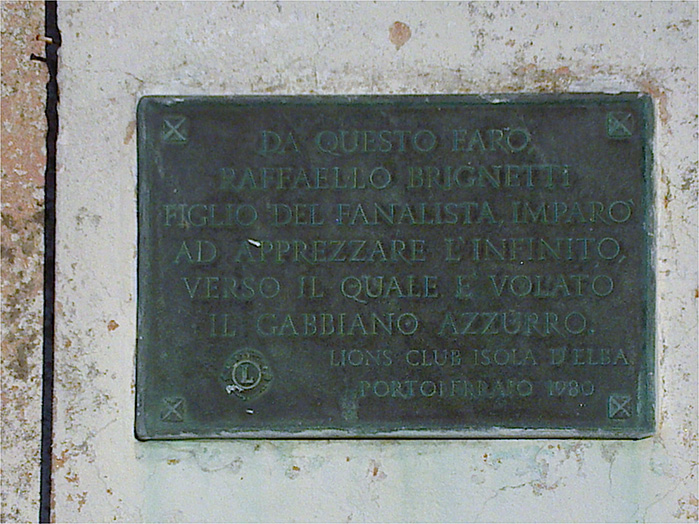 DA QUESTO FARO,
RAFFAELLO BRIGNETTI
FIGLIO DEL FANALISTA, IMPARO'
AD APPREZZARE L'INFINITO,
VERSO IL QUALE E' VOLATO
IL GABBIANO AZZURRO.
LIONS CLUB ISOLA D'ELBA
PORTOFERRAIO 1980
L